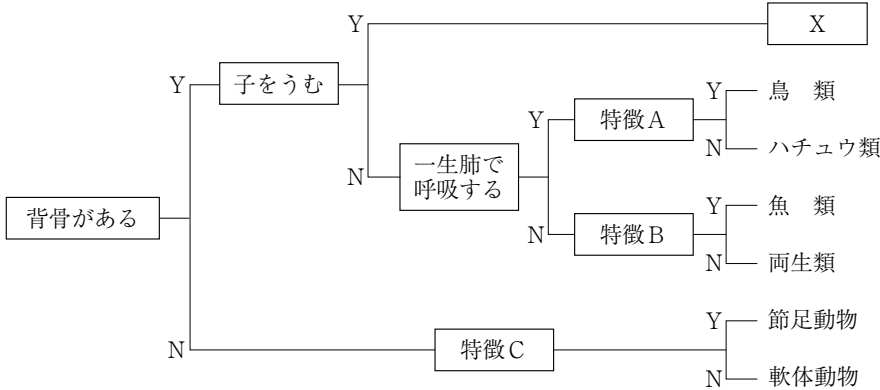 Y
X
Y
子をうむ
Y
鳥　類
Y
特徴A
N
ハチュウ類
N
一生肺で
呼吸する
背骨がある
Y
魚　類
N
特徴B
N
両生類
Y
節足動物
N
特徴C
N
軟体動物